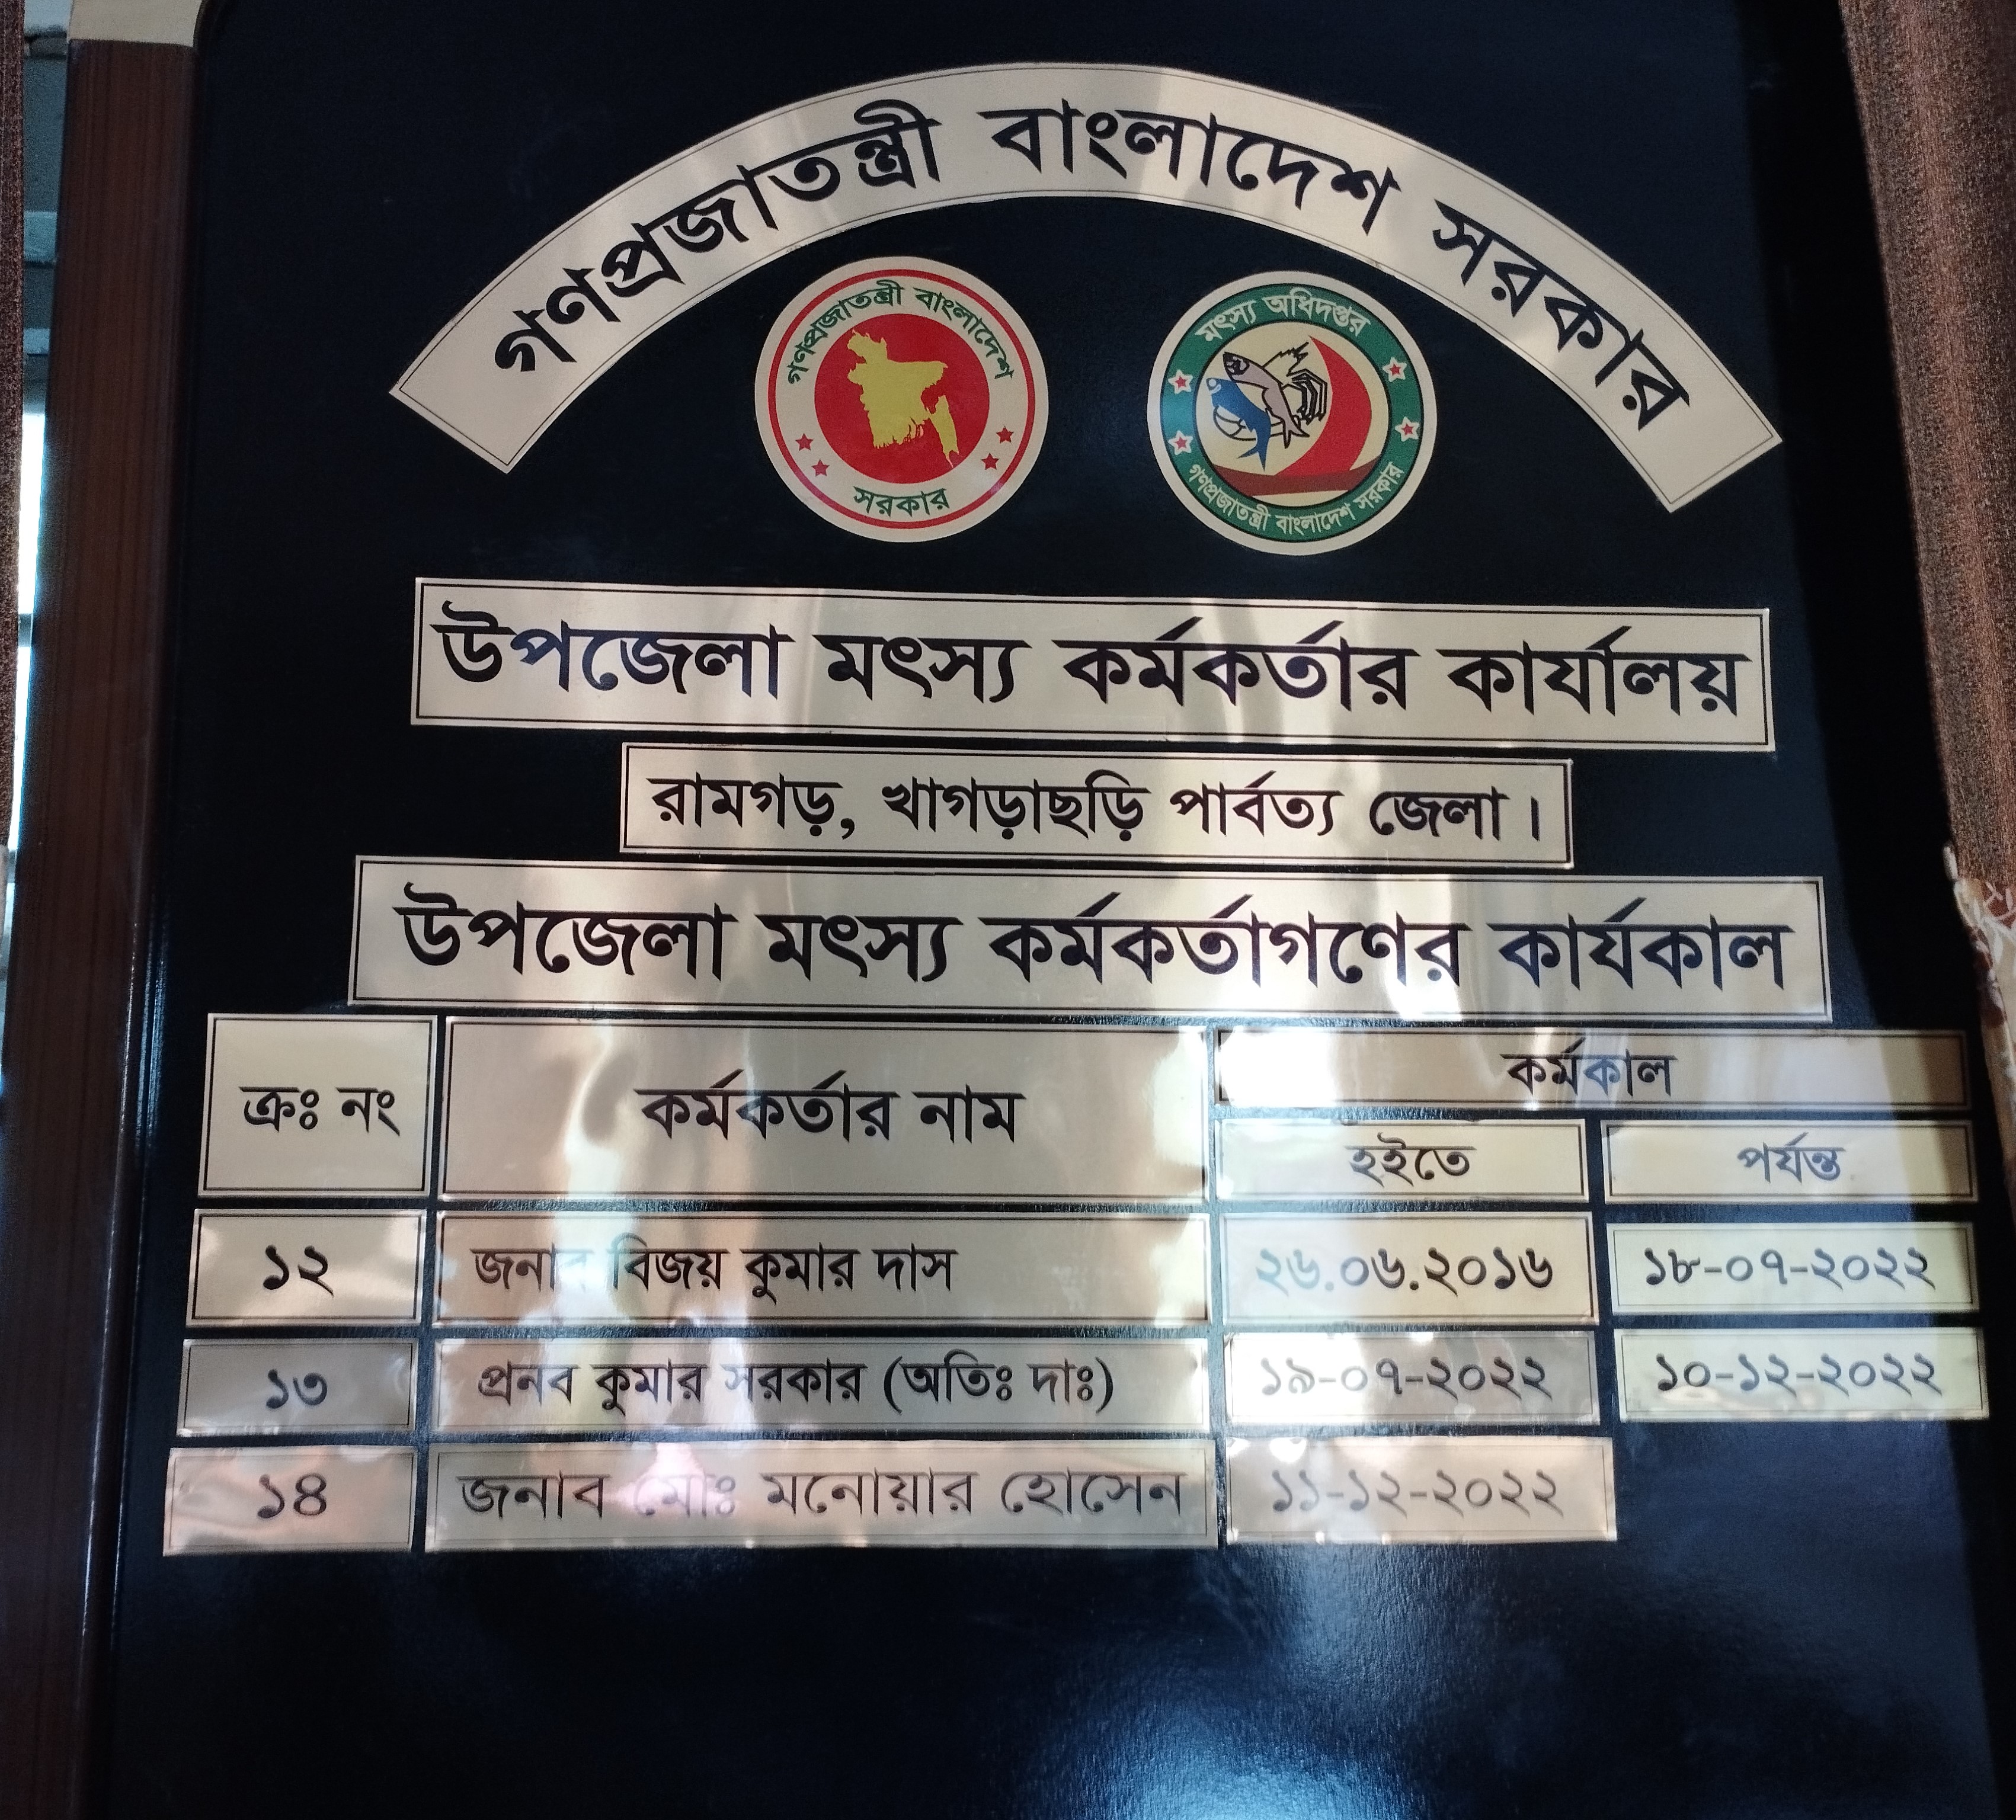 গণপ্রজাতন্ত্রী বাংলাদেশ সরকার
গণপ্রজাতন্ত্রী বাংলাদেশ
সরকার
মৎস্য অধিদপ্তর
গণপ্রজাতন্ত্রী বাংলাদেশ সরকার
উপজেলা মৎস্য কর্মকর্তার কার্যালয়
রামগড়, খাগড়াছড়ি পার্বত্য জেলা।
উপজেলা মৎস্য কর্মকর্তাগণের কার্যকাল
ক্রঃ নং কর্মকর্তার নাম কর্মকাল
হইতে পর্যন্ত
১২ জনাব বিজয় কুমার দাস ২৬.০৬.২০১৬ ১৮-০৭-২০২২
১৩ প্রনব কুমার সরকার (অতিঃ দাঃ) ১৯-০৭-২০২২ ১০-১২-২০২২
১৪ জনাব মোঃ মনোয়ার হোসেন ১১-১২-২০২২